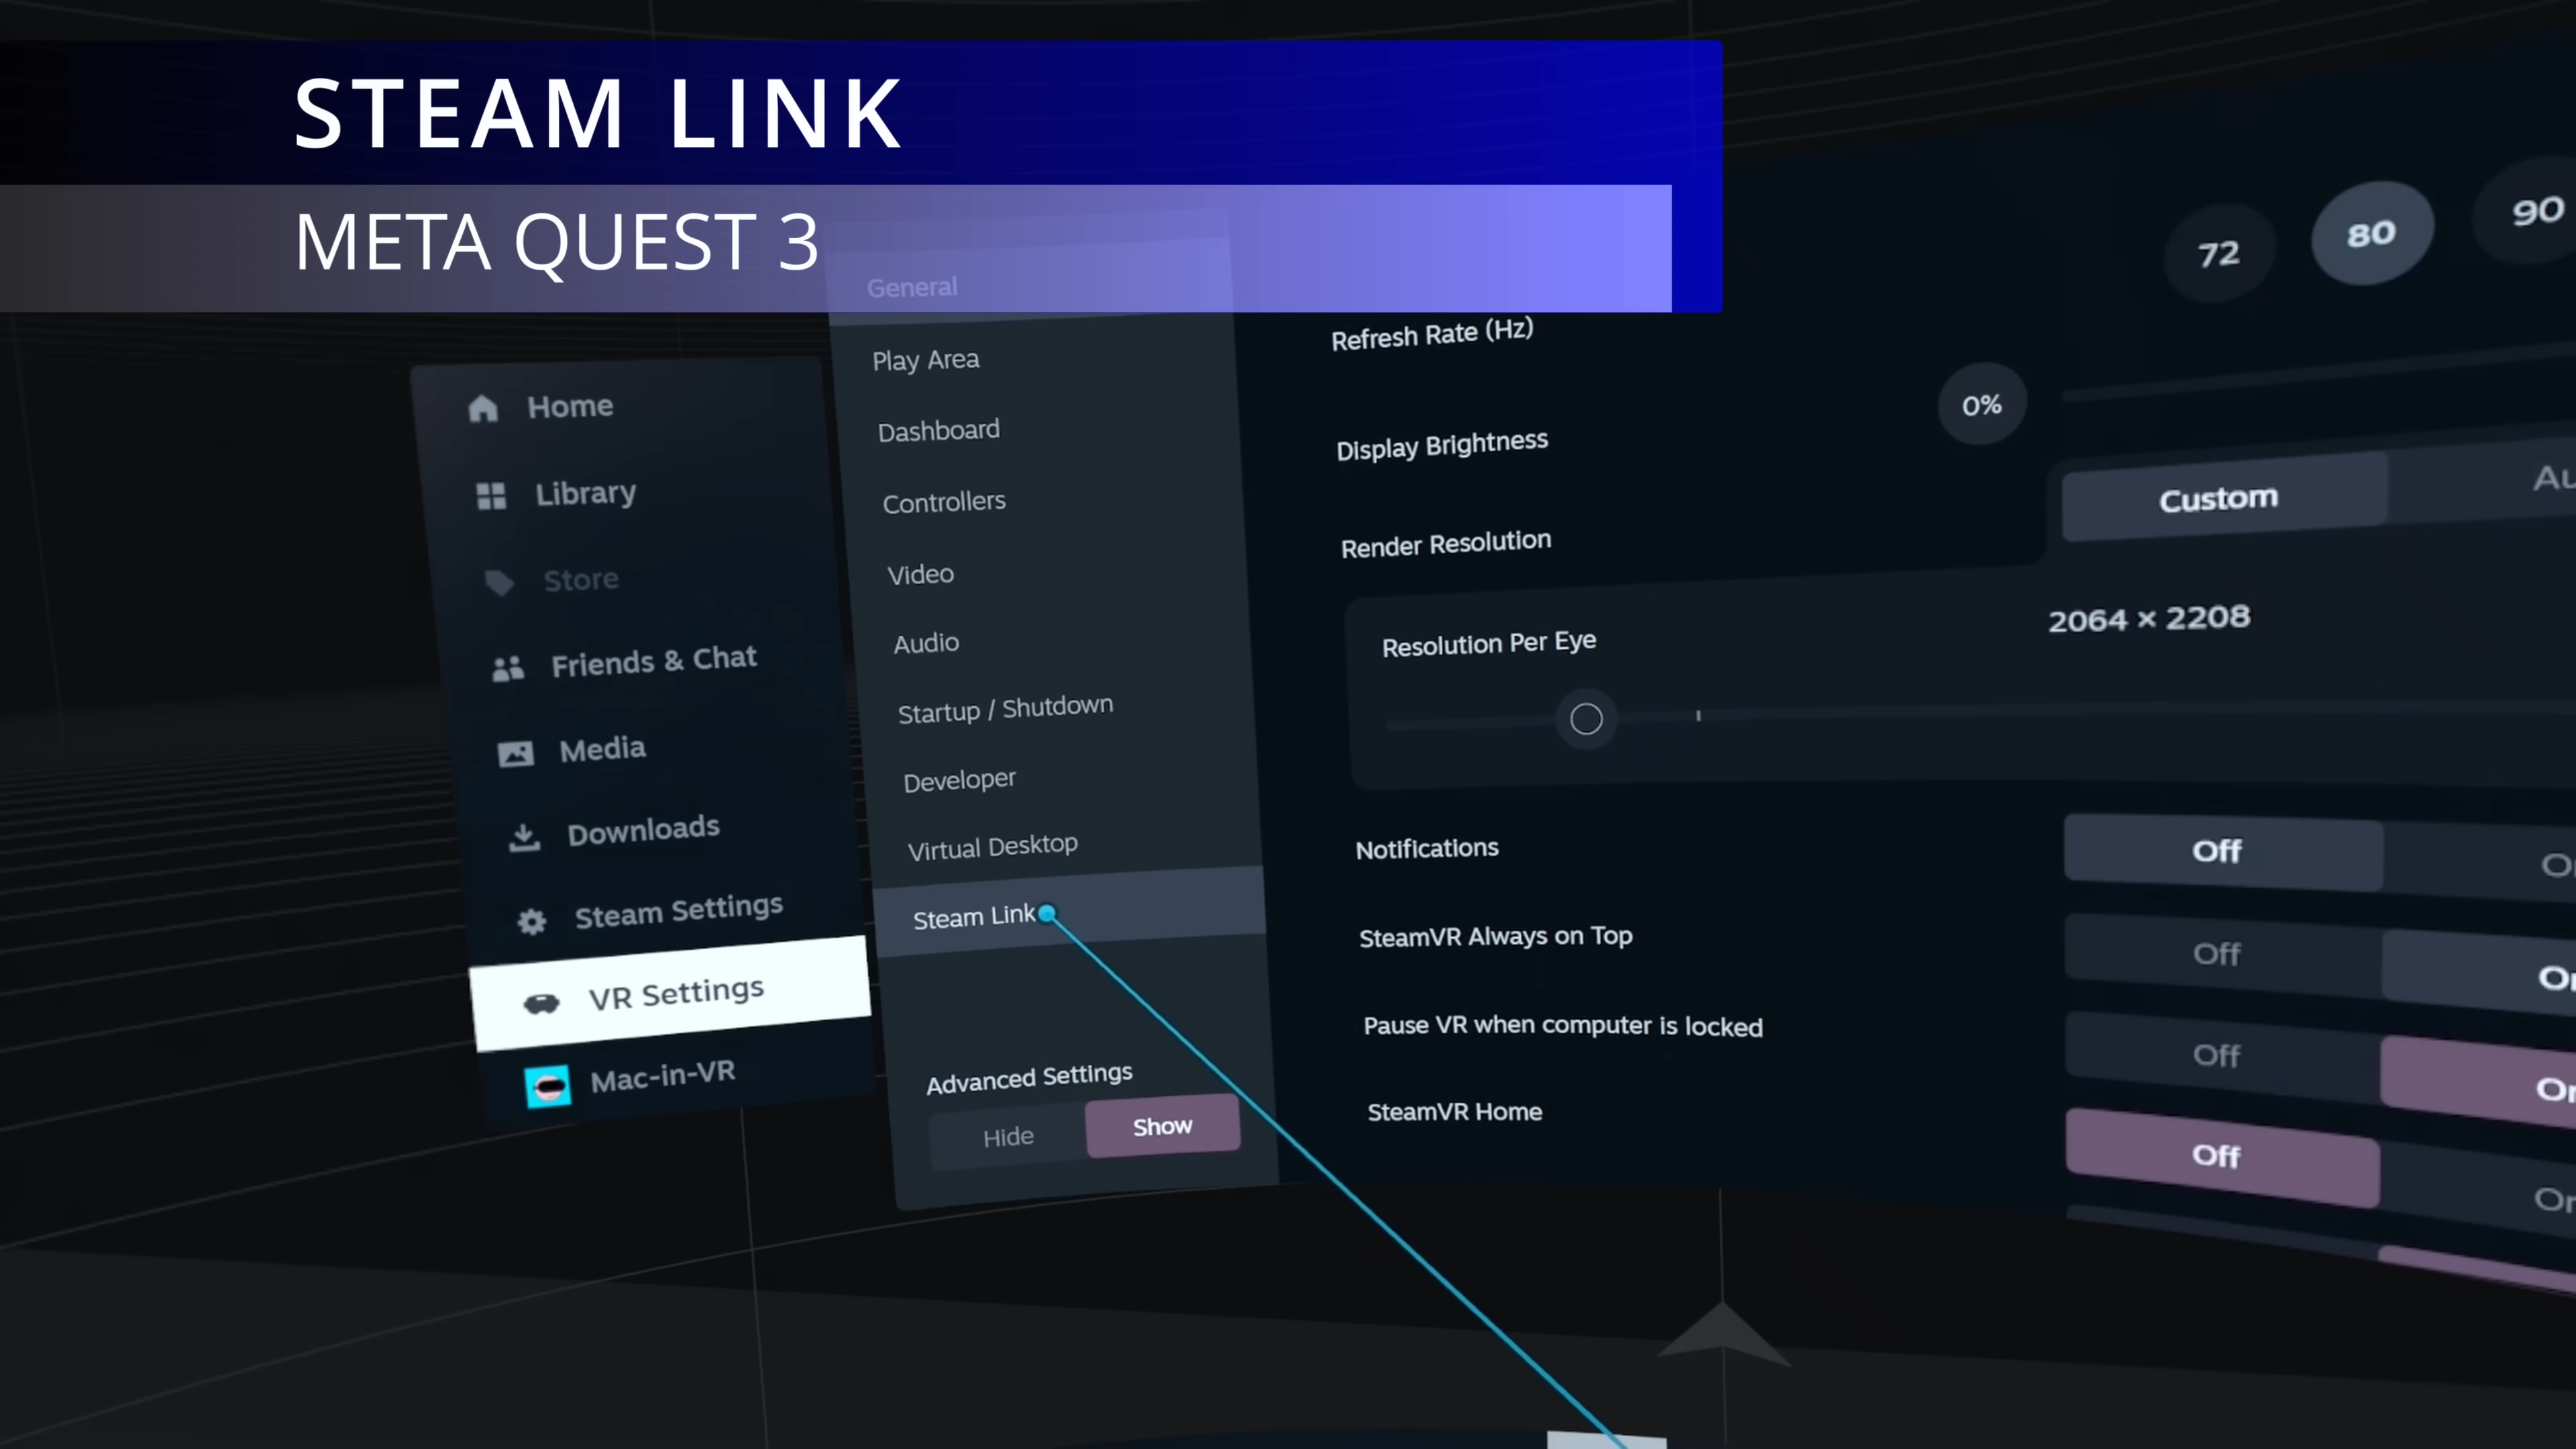 STEAM LINK
META QUEST 3
Home
Library
Store
Friends & Chat
Media
Downloads
Steam Settings
VR Settings
Mac-in-VR
General
Play Area
Dashboard
Controllers
Video
Audio
Startup / Shutdown
Developer
Virtual Desktop
Steam Link
Advanced Settings
Hide Show
Refresh Rate (Hz) 72 80 90
Display Brightness 0%
Render Resolution Custom
Resolution Per Eye 2064 × 2208
Notifications Off
SteamVR Always on Top Off
Pause VR when computer is locked Off
SteamVR Home Off